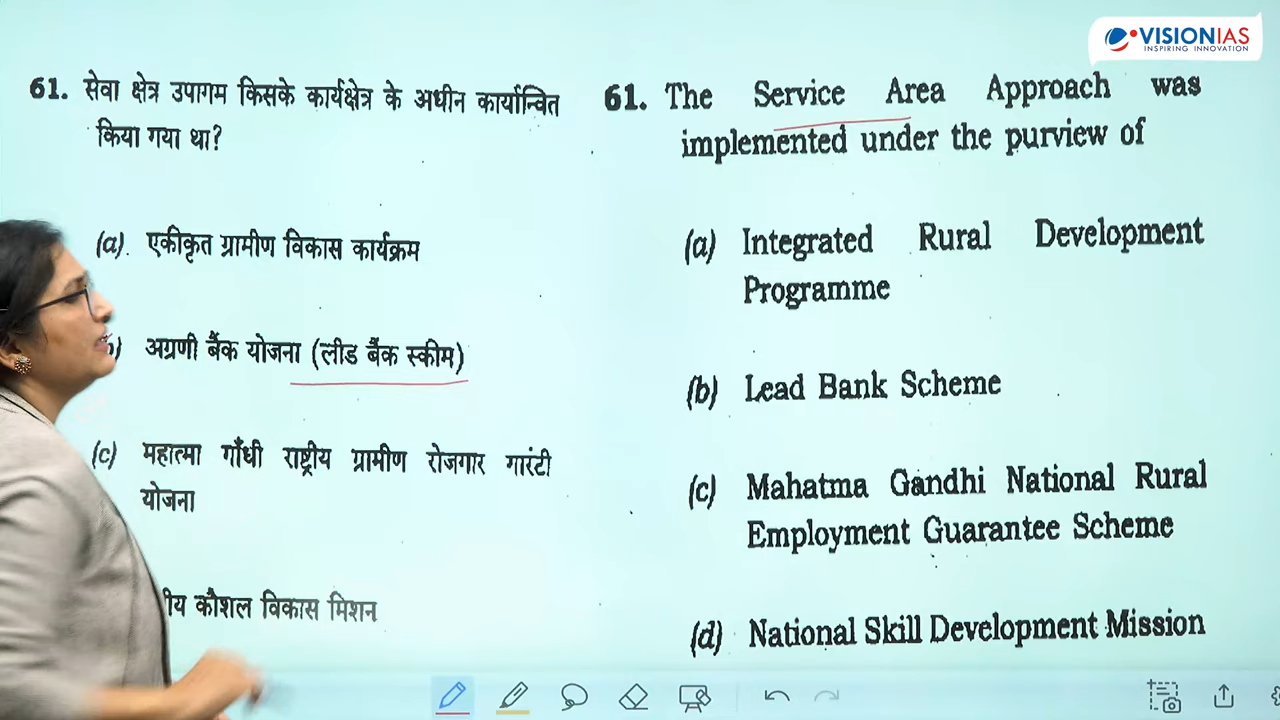 VISIONIAS
INSPIRING INNOVATION
61. सेवा क्षेत्र उपागम किसके कार्यक्षेत्र के अधीन कार्यान्वित
किया गया था?
(a). एकीकृत ग्रामीण विकास कार्यक्रम
अग्रणी बैंक योजना (लीड बैंक स्कीम)
(c) महात्मा गाँधी राष्ट्रीय ग्रामीण रोजगार गारंटी
योजना
कौशल विकास मिशन
61. The Service Area Approach was
implemented under the purview of
(a) Integrated Rural Development
Programme
(b) Lead Bank Scheme
(c) Mahatma Gandhi National Rural
Employment Guarantee Scheme
(d) National Skill Development Mission